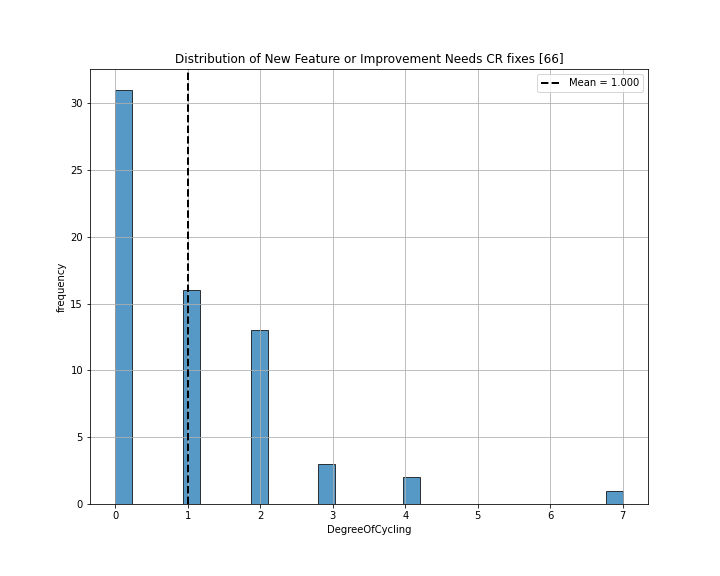 Distribution of New Feature or Improvement Needs CR fixes [66]
Mean = 1.000
30
25
20
15
10
5
0
frequency
0 1 2 3 4 5 6 7
DegreeOfCycling